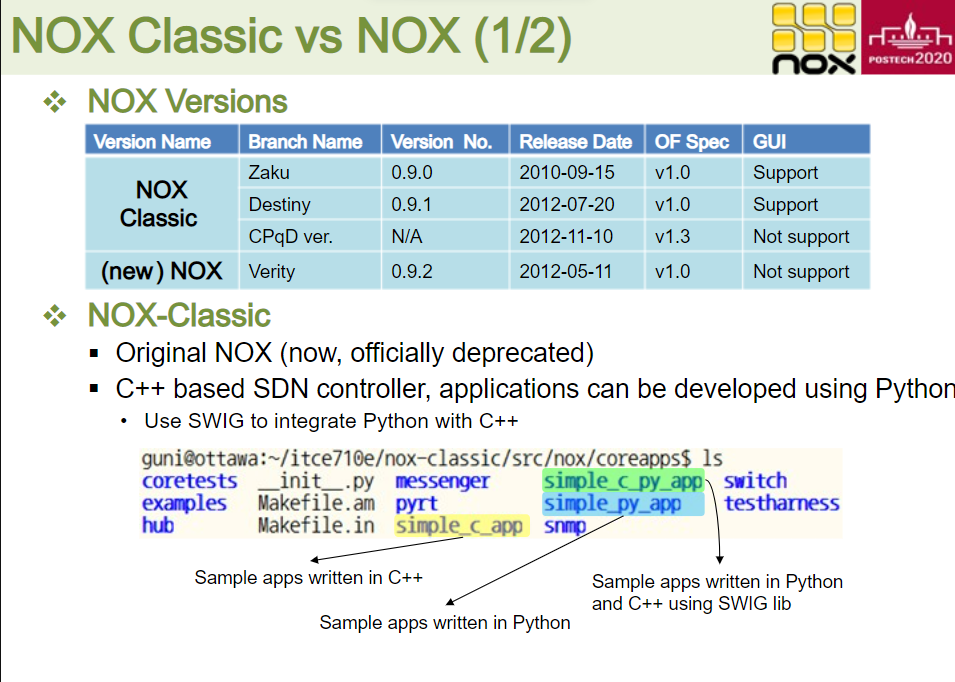 NOX Classic vs NOX (1/2)
nox
POSTECH 2020
NOX Versions
Version Name Branch Name Version No. Release Date OF Spec GUI
NOX Classic Zaku 0.9.0 2010-09-15 v1.0 Support
Destiny 0.9.1 2012-07-20 v1.0 Support
CPqD ver. N/A 2012-11-10 v1.3 Not support
(new) NOX Verity 0.9.2 2012-05-11 v1.0 Not support
NOX-Classic
Original NOX (now, officially deprecated)
C++ based SDN controller, applications can be developed using Python
Use SWIG to integrate Python with C++
guni@ottawa:~/itce710e/nox-classic/src/nox/coreapps$ ls
coretests __init__.py messenger simple_c_py_app switch
examples Makefile.am pyrt simple_py_app testharness
hub Makefile.in simple_c_app snmp
Sample apps written in C++
Sample apps written in Python
Sample apps written in Python
and C++ using SWIG lib